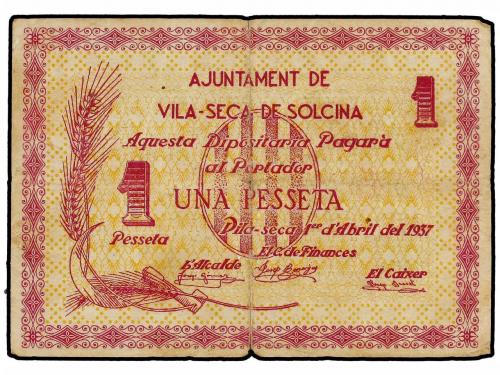 AJUNTAMENT DE
1
VILA-SECA DE SOLCINA
Aquesta Dipositaria Pagarà
al Portador
1
UNA PESSETA
Pesseta
Vila-seca 1er d'Abril del 1937
L'Alcalde
El C. de Finances
El Caixer